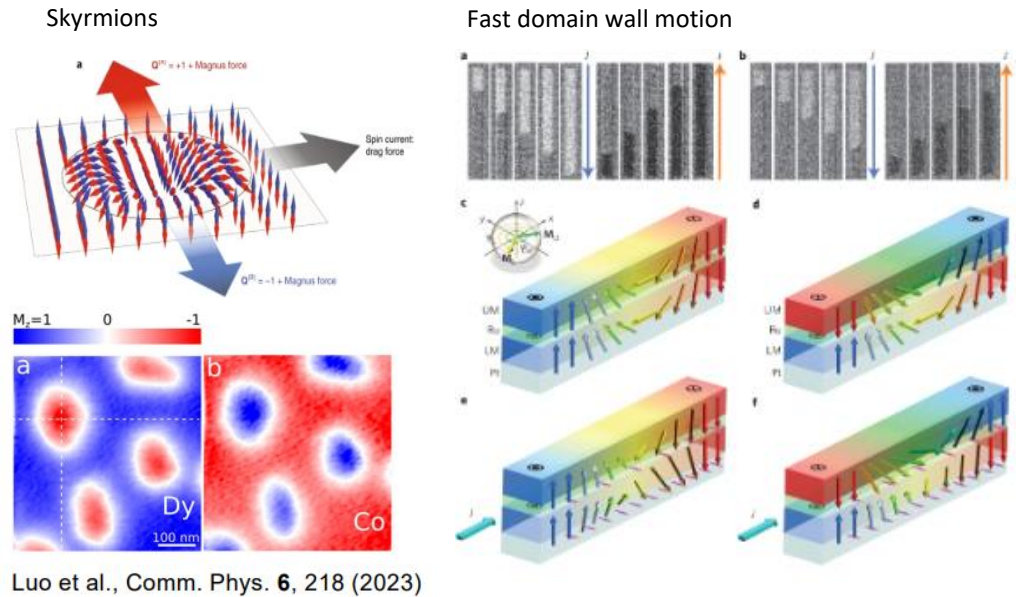 Skyrmions
Fast domain wall motion
a
Q⁽ᴬ⁾ = +1 + Magnus force
Spin current:
drag force
Q⁽ᴮ⁾ = −1 + Magnus force
M_z=1 0 -1
a
b
Dy
Co
100 nm
Luo et al., Comm. Phys. 6, 218 (2023)
a
b
c
d
UM
Ru
LM
Pt
UM
Ru
LM
Pt
e
f